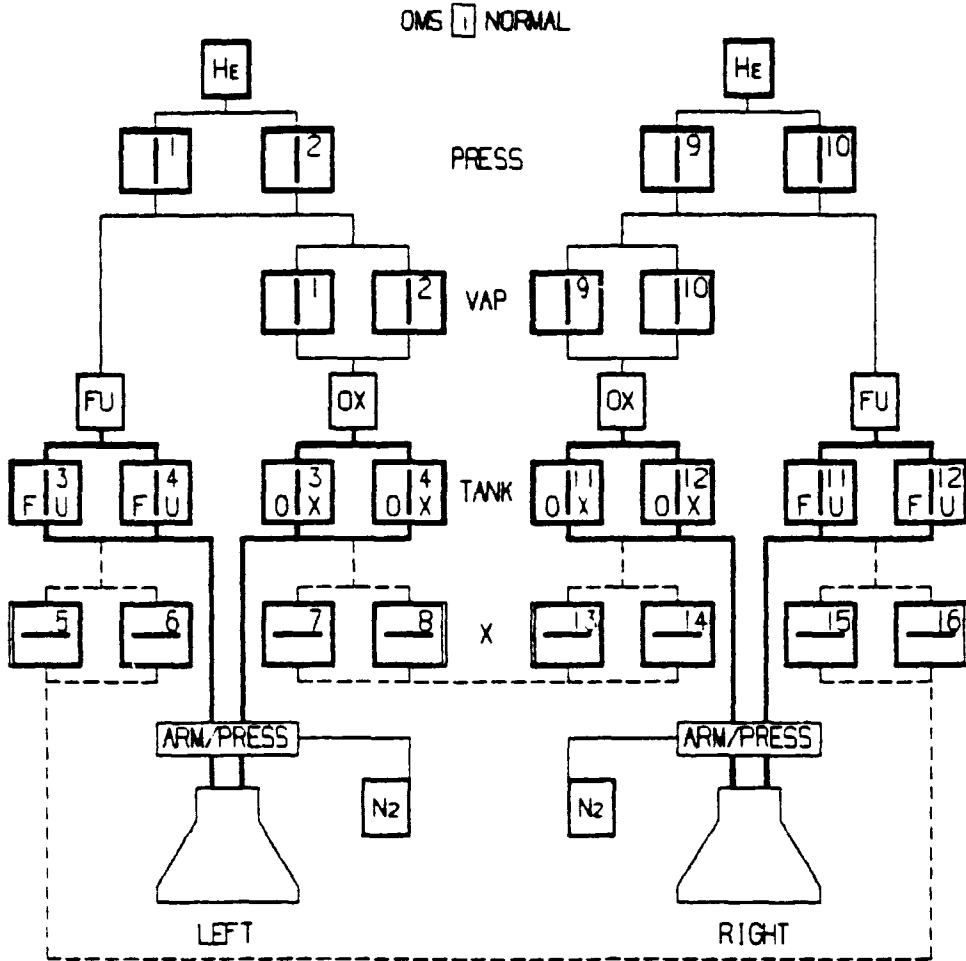 OMS 1 NORMAL
HE HE
1 2 PRESS 9 10
1 2 VAP 9 10
FU OX OX FU
3 4 3 4 TANK 11 12 11 12
F U F U O X O X O X O X F U F U
5 6 7 8 X 13 14 15 16
ARM/PRESS ARM/PRESS
N2 N2
LEFT RIGHT